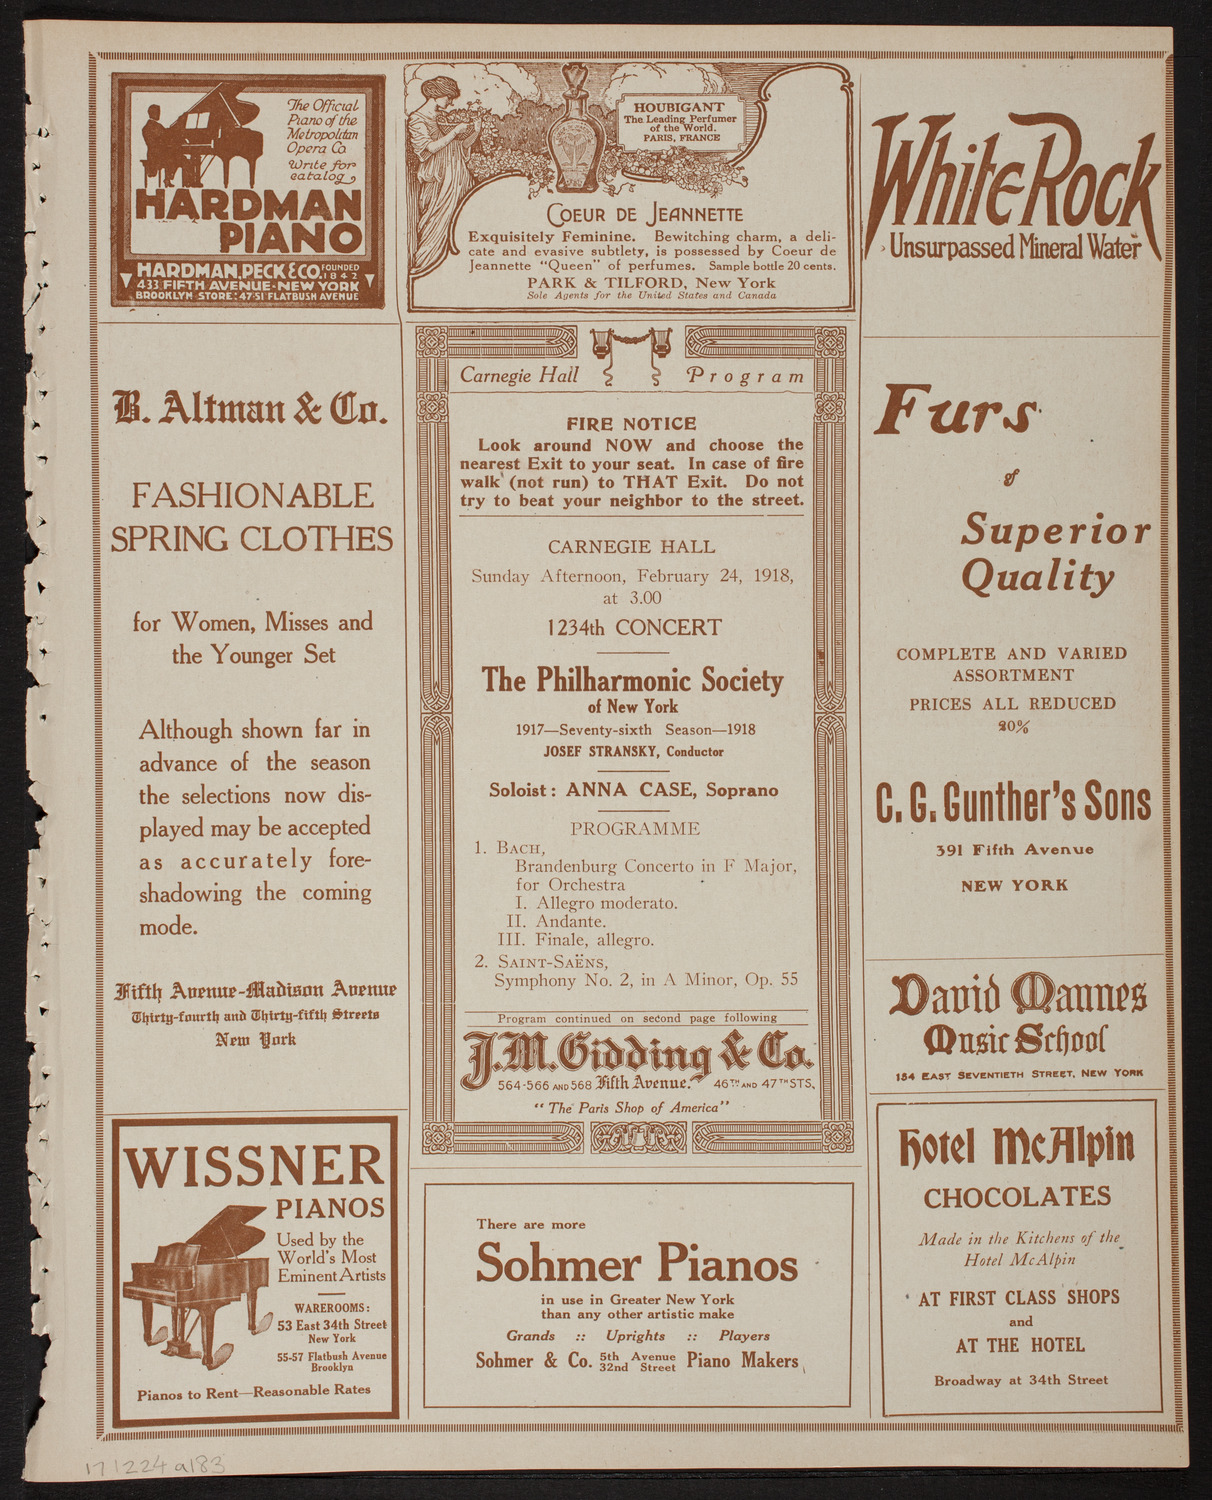 The Official
Piano of the
Metropolitan
Opera Co
Write for
catalog
HARDMAN
PIANO
HARDMAN, PECK & CO. FOUNDED 1842
433 FIFTH AVENUE - NEW YORK
BROOKLYN STORE: 47-51 FLATBUSH AVENUE
HOUBIGANT
The Leading Perfumer
of the World.
PARIS, FRANCE
COEUR DE JEANNETTE
Exquisitely Feminine. Bewitching charm, a deli-
cate and evasive subtlety, is possessed by Coeur de
Jeannette "Queen" of perfumes. Sample bottle 20 cents.
PARK & TILFORD, New York
Sole Agents for the United States and Canada
White Rock
Unsurpassed Mineral Water
B. Altman & Co.
FASHIONABLE
SPRING CLOTHES
for Women, Misses and
the Younger Set
Although shown far in
advance of the season
the selections now dis-
played may be accepted
as accurately fore-
shadowing the coming
mode.
Fifth Avenue-Madison Avenue
Thirty-fourth and Thirty-fifth Streets
New York
WISSNER
PIANOS
Used by the
World's Most
Eminent Artists
WAREROOMS:
53 East 34th Street
New York
55-57 Flatbush Avenue
Brooklyn
Pianos to Rent—Reasonable Rates
Carnegie Hall Program
FIRE NOTICE
Look around NOW and choose the
nearest Exit to your seat. In case of fire
walk (not run) to THAT Exit. Do not
try to beat your neighbor to the street.
CARNEGIE HALL
Sunday Afternoon, February 24, 1918,
at 3.00
1234th CONCERT
The Philharmonic Society
of New York
1917—Seventy-sixth Season—1918
JOSEF STRANSKY, Conductor
Soloist: ANNA CASE, Soprano
PROGRAMME
1. BACH,
Brandenburg Concerto in F Major,
for Orchestra
I. Allegro moderato.
II. Andante.
III. Finale, allegro.
2. SAINT-SAËNS,
Symphony No. 2, in A Minor, Op. 55
Program continued on second page following
J.M. Gidding & Co.
564-566 AND 568 Fifth Avenue. 46TH AND 47TH STS.
"The Paris Shop of America"
There are more
Sohmer Pianos
in use in Greater New York
than any other artistic make
Grands :: Uprights :: Players
Sohmer & Co. 5th Avenue 32nd Street Piano Makers
Furs
of
Superior
Quality
COMPLETE AND VARIED
ASSORTMENT
PRICES ALL REDUCED
20%
C. G. Gunther's Sons
391 Fifth Avenue
NEW YORK
David Mannes
Music School
154 EAST SEVENTIETH STREET, NEW YORK
Hotel McAlpin
CHOCOLATES
Made in the Kitchens of the
Hotel McAlpin
AT FIRST CLASS SHOPS
and
AT THE HOTEL
Broadway at 34th Street
171224a183